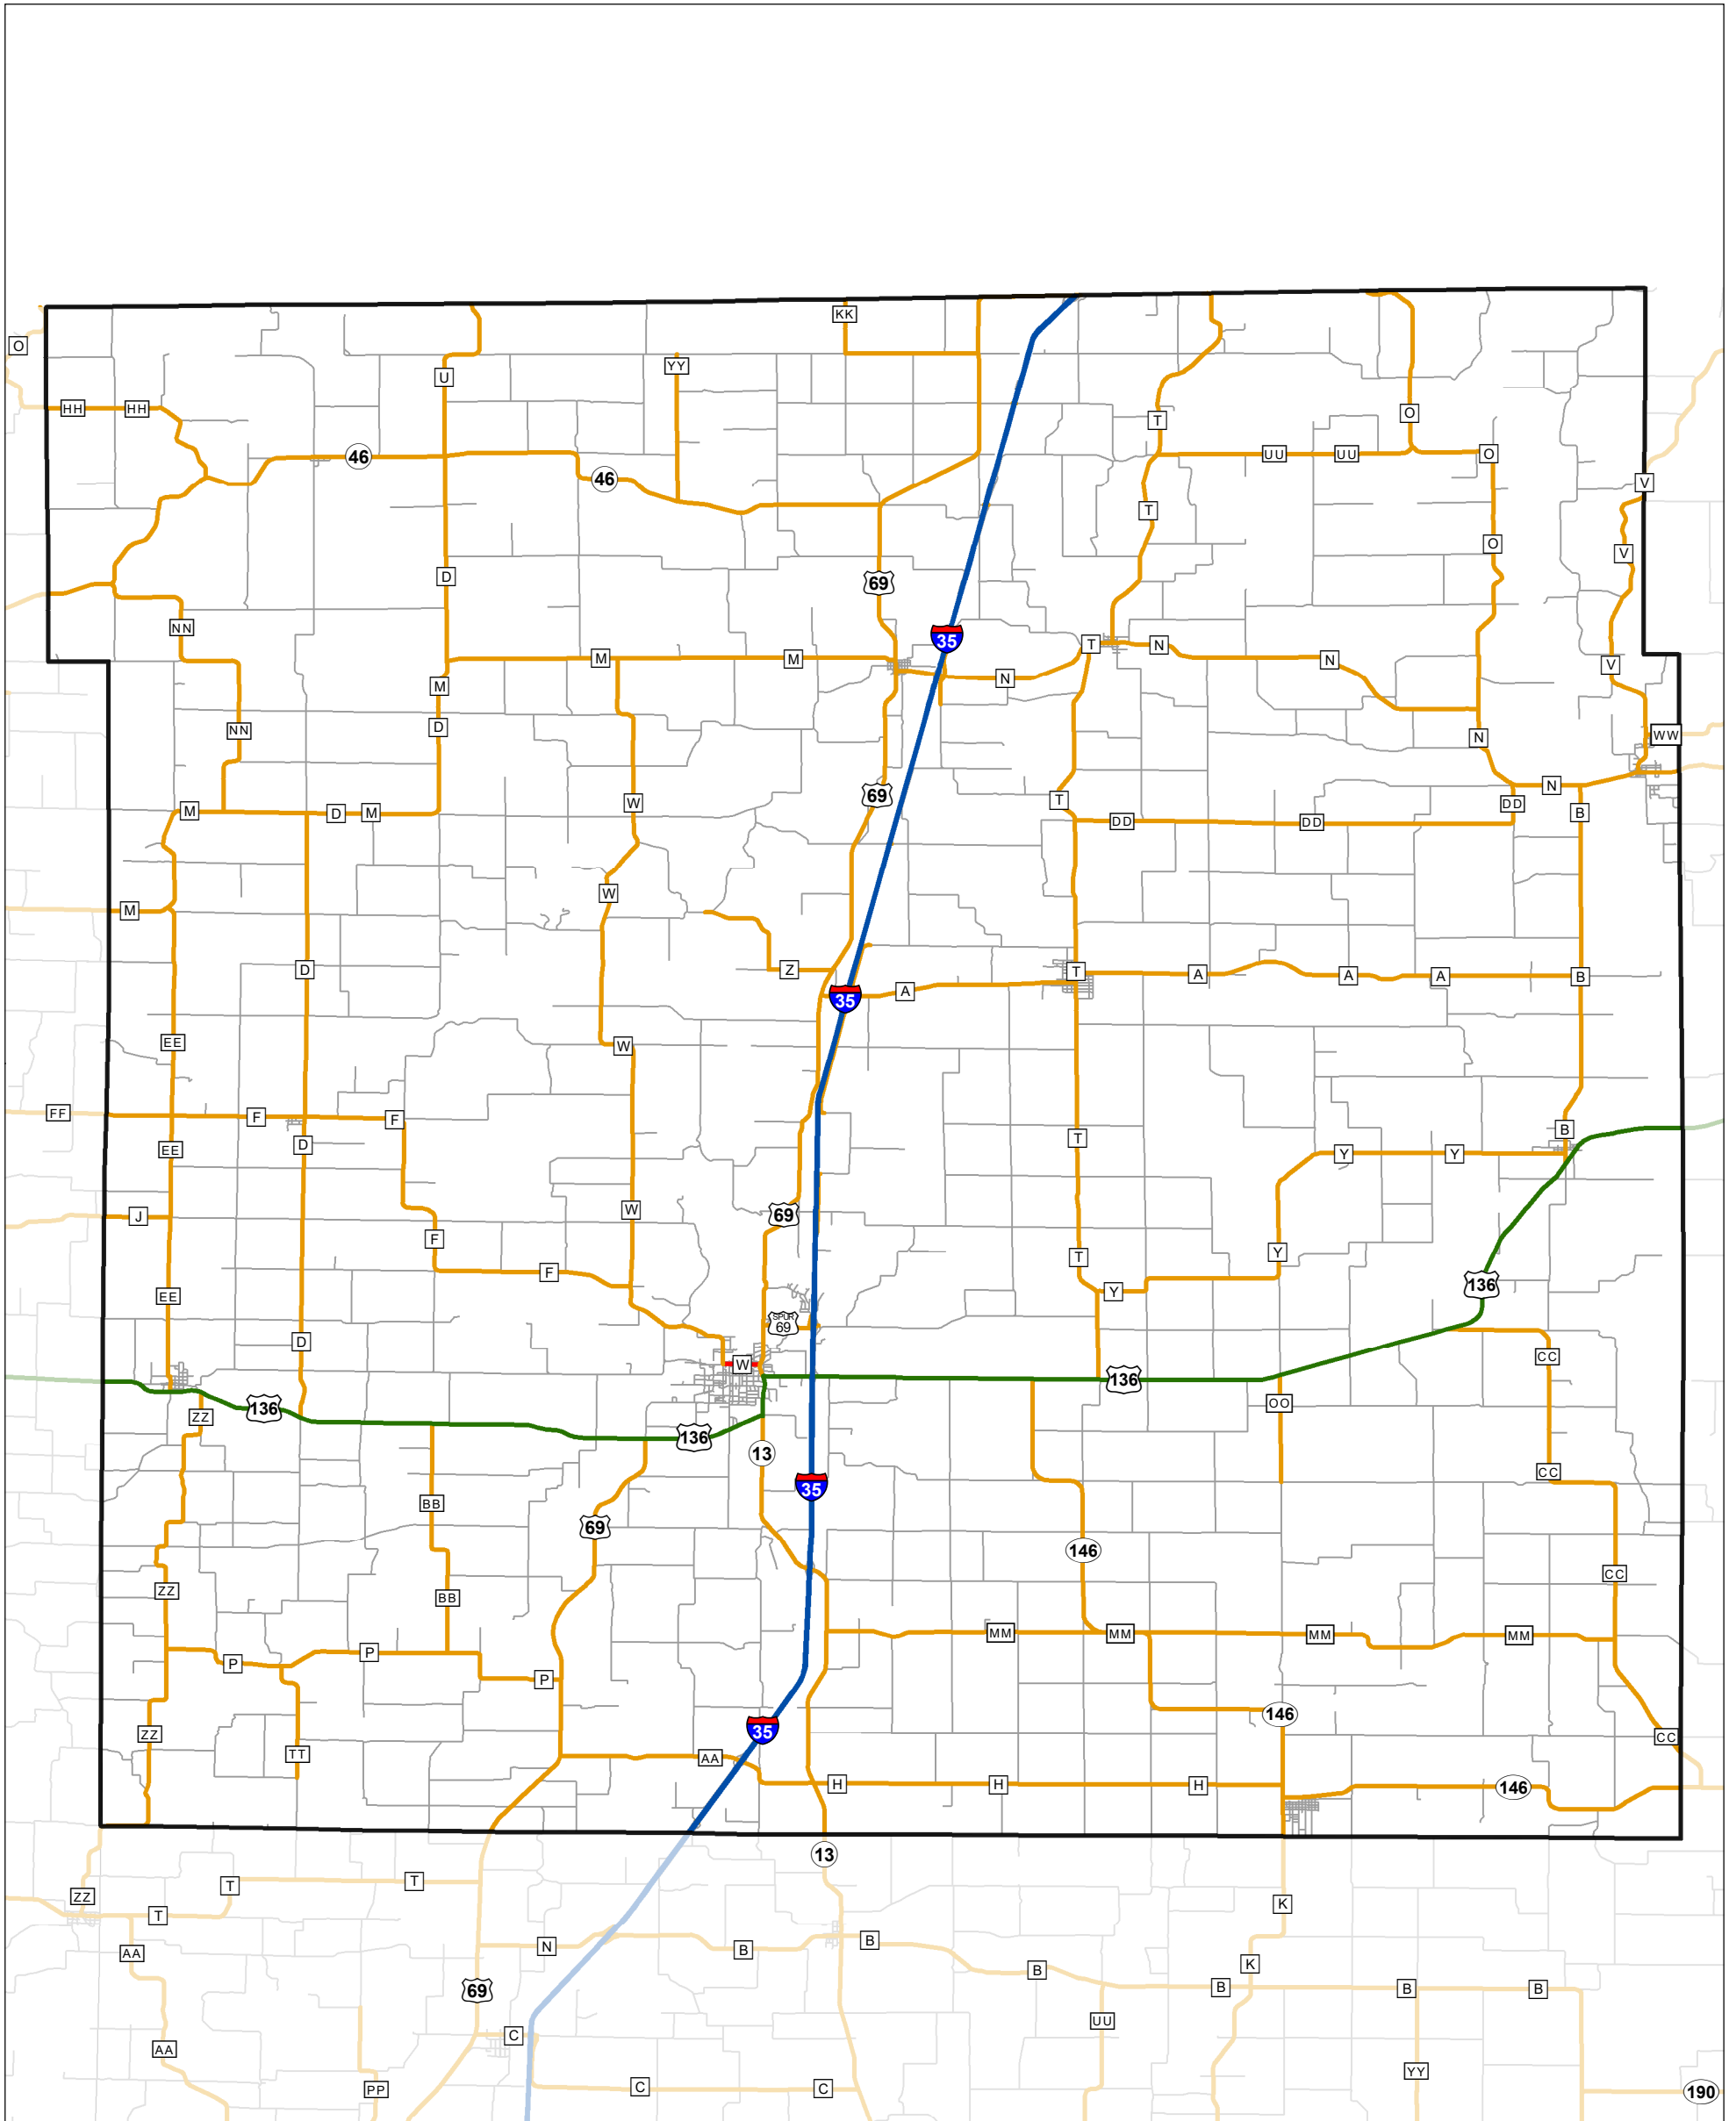 KK
O
YY
U
HH HH
O
T
46
UU UU O
46
V
T
O
V
D
69
NN
35
T N
M M N
V
N
M
NN D N WW
N
69
T
DD
W
M D M B
DD DD
W
M
D Z T A A A B
35
A
EE W
FF F F
B
D T
EE Y Y
W
J 69
F Y
T
F
136
EE Y
SPUR
69
D
W CC
136
ZZ 136 OO
136
13
CC
35
BB
69
146
CC
ZZ
BB
MM MM MM MM
P
P
P
146
35
ZZ CC
TT AA
H H H 146
13
T T
ZZ K
T
AA N B B
K
B
69 B B B
UU
C
AA
YY
PP C C 190